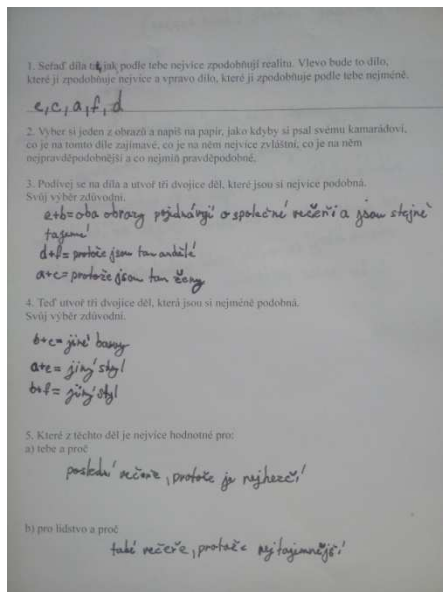 1. Seřaď díla tak, jak podle tebe nejvíce zpodobňují realitu. Vlevo bude to dílo,
které ji zpodobňuje nejvíce a vpravo dílo, které ji zpodobňuje podle tebe nejméně.
e, c, a, f, d
2. Vyber si jeden z obrazů a napiš na papír, jako kdyby si psal svému kamarádovi,
co je na tomto díle zajímavé, co je na něm nejvíce zvláštní, co je na něm
nejpravděpodobnější a co nejmíň pravděpodobné.
3. Podívej se na díla a utvoř tři dvojice děl, které jsou si nejvíce podobná.
Svůj výběr zdůvodni.
e+b= oba obrazy pojednávají o společné večeři a jsou stejně
tajemé
d+f= protože jsou tam andělé
a+c= protože jsou tam ženy
4. Teď utvoř tři dvojice děl, která jsou si nejméně podobná.
Svůj výběr zdůvodni.
b+c= jiné barvy
a+e= jiný styl
b+f= jiný styl
5. Které z těchto děl je nejvíce hodnotné pro:
a) tebe a proč
poslední večeře, protože je nejhezčí
b) pro lidstvo a proč
také večeře, protože nejtajemnější